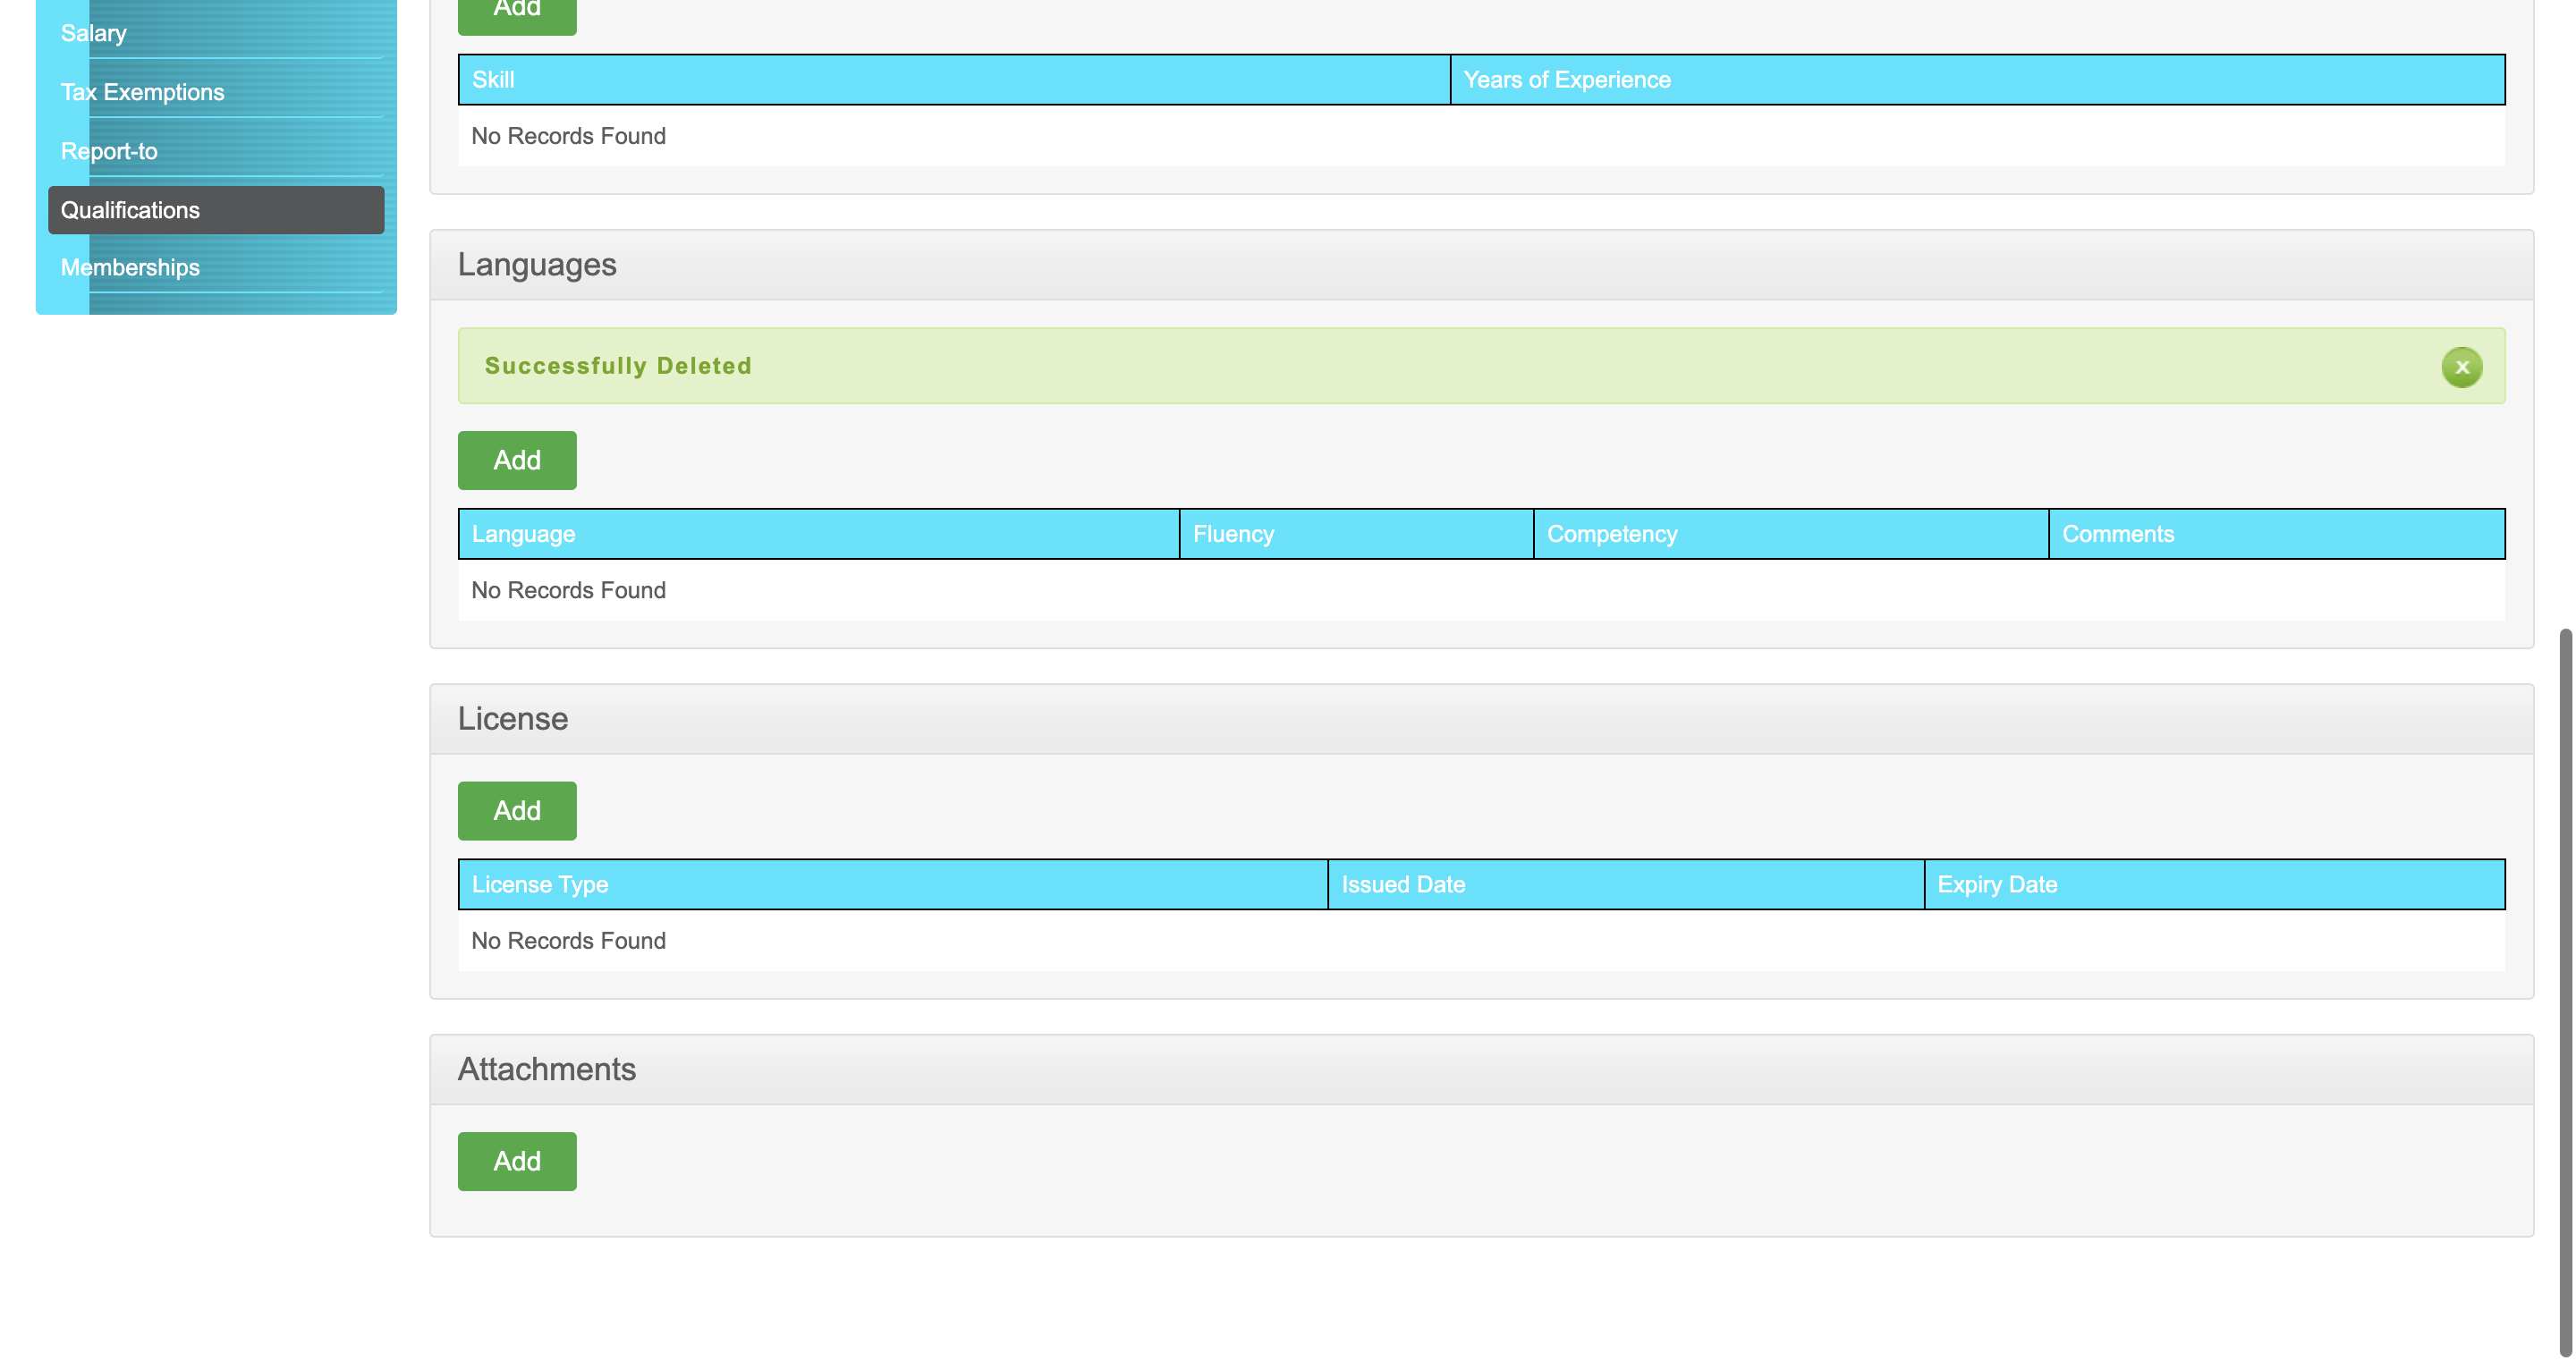 Salary
Tax Exemptions
Report-to
Qualifications
Memberships
Add
Skill Years of Experience
No Records Found
Languages
Successfully Deleted
x
Add
Language Fluency Competency Comments
No Records Found
License
Add
License Type Issued Date Expiry Date
No Records Found
Attachments
Add